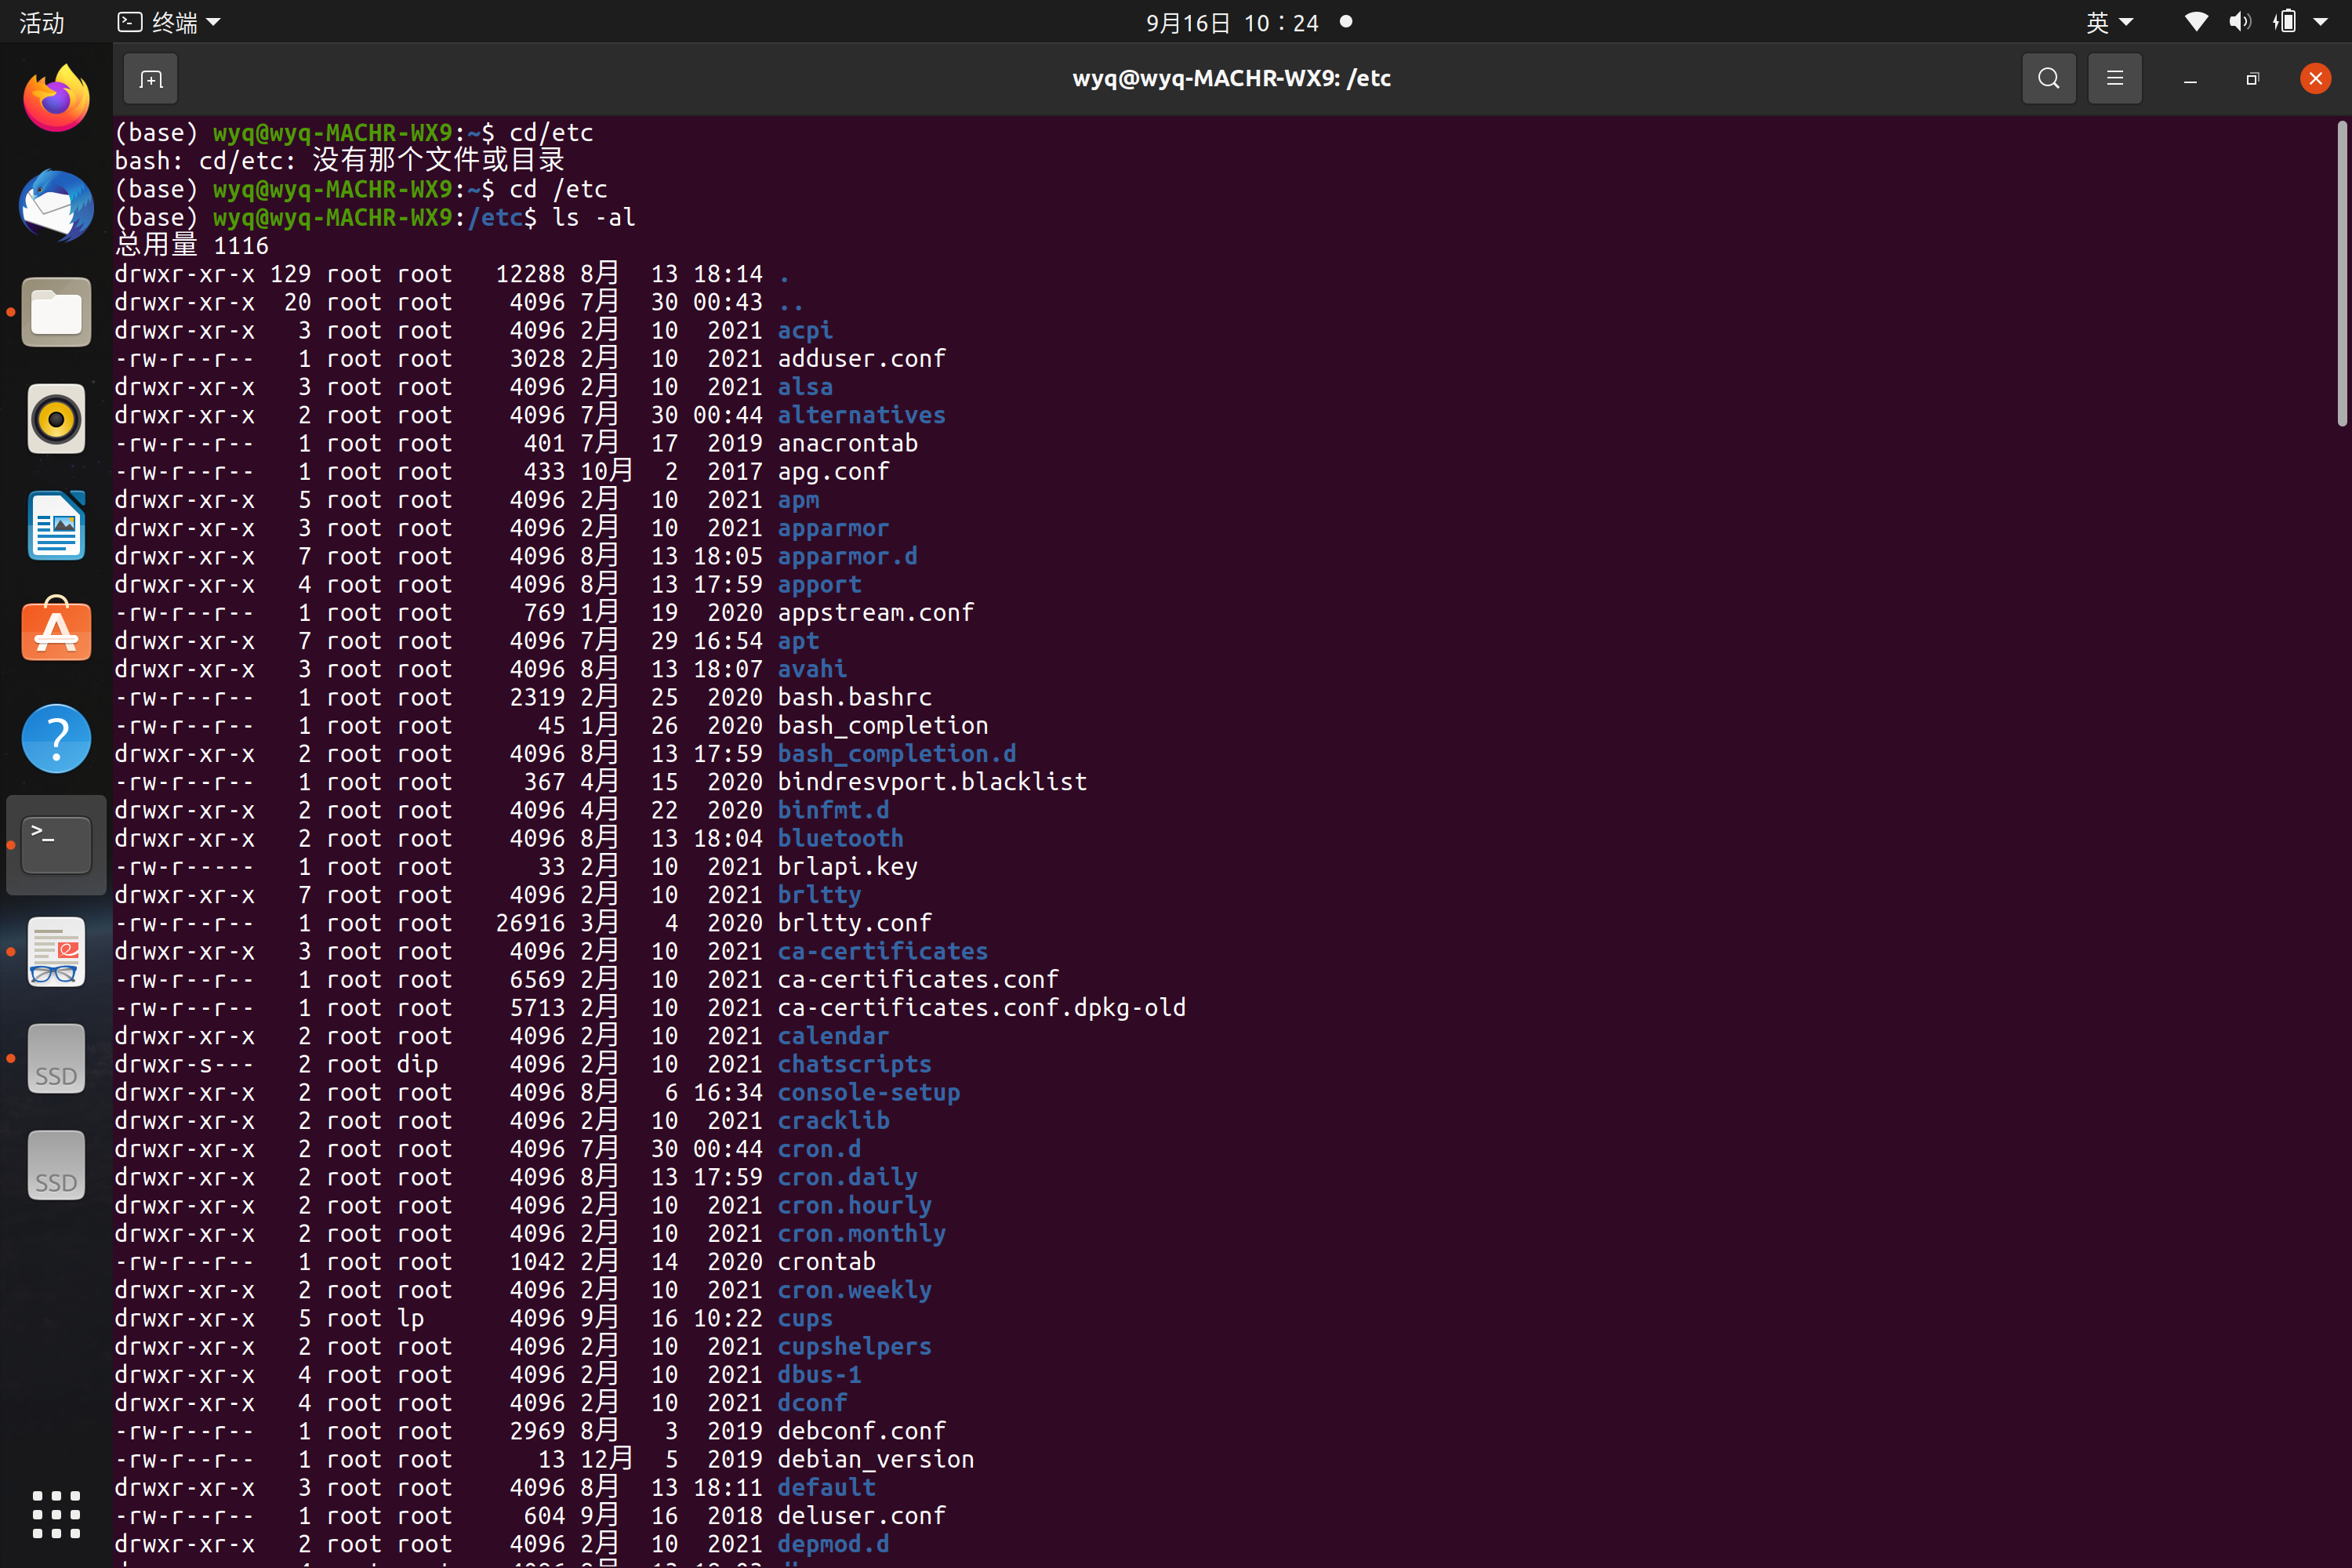 活动
终端
9月16日 10：24
英
wyq@wyq-MACHR-WX9: /etc
(base) wyq@wyq-MACHR-WX9:~$ cd/etc
bash: cd/etc: 没有那个文件或目录
(base) wyq@wyq-MACHR-WX9:~$ cd /etc
(base) wyq@wyq-MACHR-WX9:/etc$ ls -al
总用量 1116
drwxr-xr-x 129 root root   12288 8月  13 18:14 .
drwxr-xr-x  20 root root    4096 7月  30 00:43 ..
drwxr-xr-x   3 root root    4096 2月  10  2021 acpi
-rw-r--r--   1 root root    3028 2月  10  2021 adduser.conf
drwxr-xr-x   3 root root    4096 2月  10  2021 alsa
drwxr-xr-x   2 root root    4096 7月  30 00:44 alternatives
-rw-r--r--   1 root root     401 7月  17  2019 anacrontab
-rw-r--r--   1 root root     433 10月  2  2017 apg.conf
drwxr-xr-x   5 root root    4096 2月  10  2021 apm
drwxr-xr-x   3 root root    4096 2月  10  2021 apparmor
drwxr-xr-x   7 root root    4096 8月  13 18:05 apparmor.d
drwxr-xr-x   4 root root    4096 8月  13 17:59 apport
-rw-r--r--   1 root root     769 1月  19  2020 appstream.conf
drwxr-xr-x   7 root root    4096 7月  29 16:54 apt
drwxr-xr-x   3 root root    4096 8月  13 18:07 avahi
-rw-r--r--   1 root root    2319 2月  25  2020 bash.bashrc
-rw-r--r--   1 root root      45 1月  26  2020 bash_completion
drwxr-xr-x   2 root root    4096 8月  13 17:59 bash_completion.d
-rw-r--r--   1 root root     367 4月  15  2020 bindresvport.blacklist
drwxr-xr-x   2 root root    4096 4月  22  2020 binfmt.d
drwxr-xr-x   2 root root    4096 8月  13 18:04 bluetooth
-rw-r-----   1 root root      33 2月  10  2021 brlapi.key
drwxr-xr-x   7 root root    4096 2月  10  2021 brltty
-rw-r--r--   1 root root   26916 3月   4  2020 brltty.conf
drwxr-xr-x   3 root root    4096 2月  10  2021 ca-certificates
-rw-r--r--   1 root root    6569 2月  10  2021 ca-certificates.conf
-rw-r--r--   1 root root    5713 2月  10  2021 ca-certificates.conf.dpkg-old
drwxr-xr-x   2 root root    4096 2月  10  2021 calendar
drwxr-s---   2 root dip     4096 2月  10  2021 chatscripts
drwxr-xr-x   2 root root    4096 8月   6 16:34 console-setup
drwxr-xr-x   2 root root    4096 2月  10  2021 cracklib
drwxr-xr-x   2 root root    4096 7月  30 00:44 cron.d
drwxr-xr-x   2 root root    4096 8月  13 17:59 cron.daily
drwxr-xr-x   2 root root    4096 2月  10  2021 cron.hourly
drwxr-xr-x   2 root root    4096 2月  10  2021 cron.monthly
-rw-r--r--   1 root root    1042 2月  14  2020 crontab
drwxr-xr-x   2 root root    4096 2月  10  2021 cron.weekly
drwxr-xr-x   5 root lp      4096 9月  16 10:22 cups
drwxr-xr-x   2 root root    4096 2月  10  2021 cupshelpers
drwxr-xr-x   4 root root    4096 2月  10  2021 dbus-1
drwxr-xr-x   4 root root    4096 2月  10  2021 dconf
-rw-r--r--   1 root root    2969 8月   3  2019 debconf.conf
-rw-r--r--   1 root root      13 12月  5  2019 debian_version
drwxr-xr-x   3 root root    4096 8月  13 18:11 default
-rw-r--r--   1 root root     604 9月  16  2018 deluser.conf
drwxr-xr-x   2 root root    4096 2月  10  2021 depmod.d
SSD
SSD